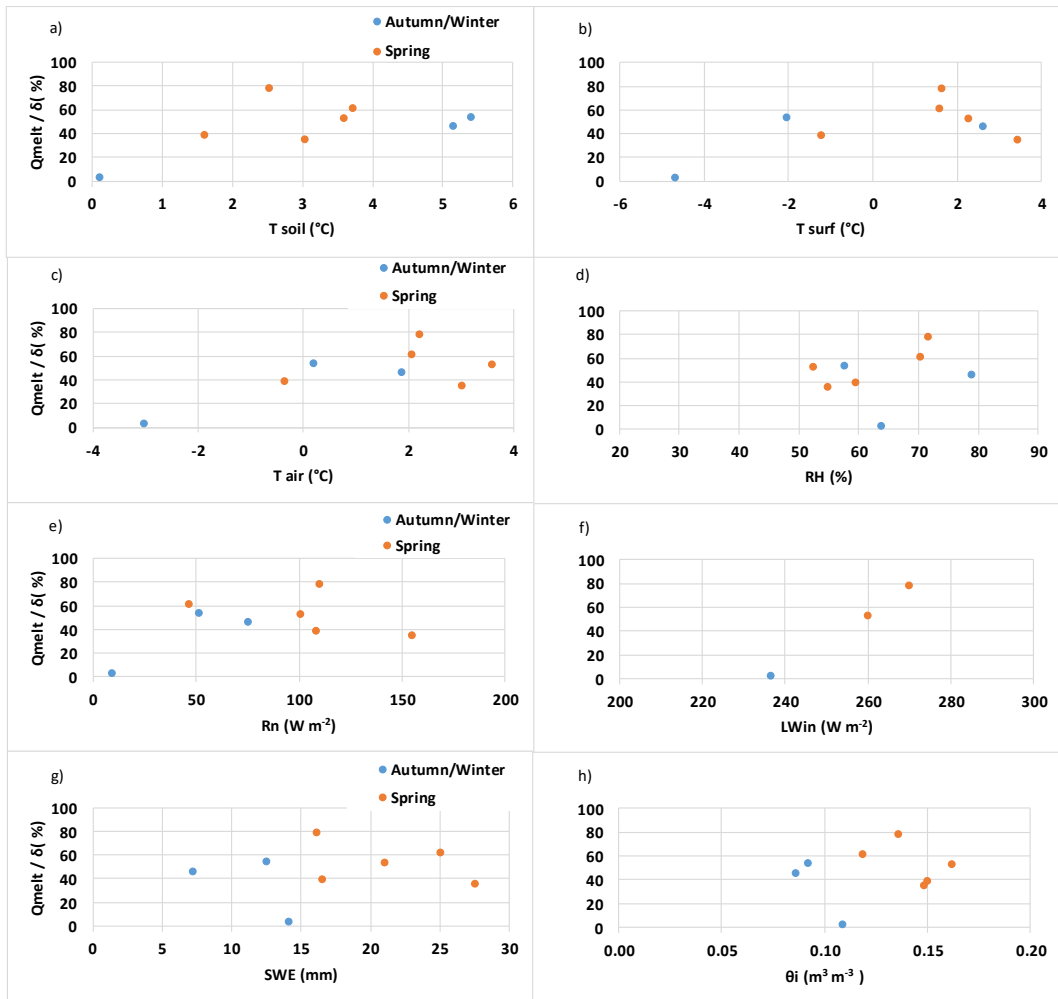 a)
Autumn/Winter
Spring
Qmelt / δ( %)
100
80
60
40
20
0
0 1 2 3 4 5 6
T soil (°C)
b)
100
80
60
40
20
0
-6 -4 -2 0 2 4
T surf (°C)
c)
Autumn/Winter
Spring
Qmelt / δ( %)
100
80
60
40
20
0
-4 -2 0 2 4
T air (°C)
d)
100
80
60
40
20
0
20 30 40 50 60 70 80 90
RH (%)
e)
Autumn/Winter
Spring
Qmelt / δ( %)
100
80
60
40
20
0
0 50 100 150 200
Rn (W m⁻²)
f)
100
80
60
40
20
0
200 220 240 260 280 300
LWin (W m⁻²)
g)
Autumn/Winter
Spring
Qmelt / δ( %)
100
80
60
40
20
0
0 5 10 15 20 25 30
SWE (mm)
h)
100
80
60
40
20
0
0.00 0.05 0.10 0.15 0.20
θi (m³ m⁻³)